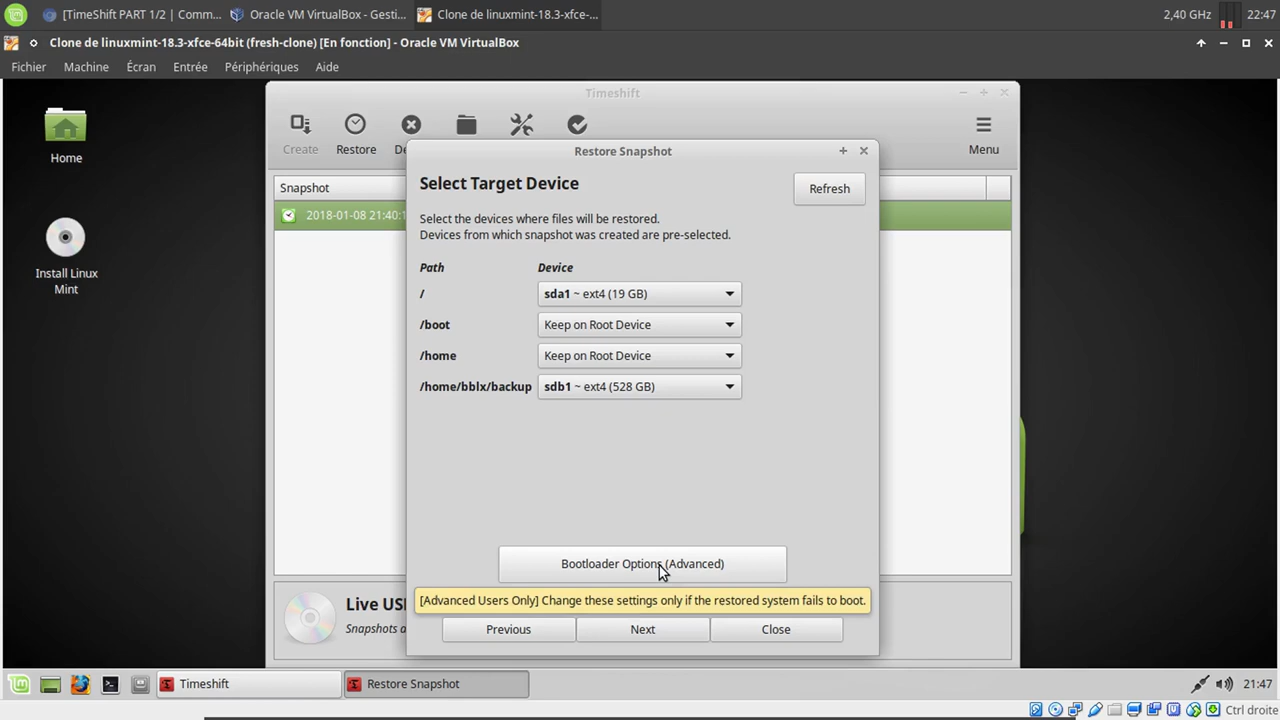 [TimeShift PART 1/2 | Comm...
Oracle VM VirtualBox - Gesti...
Clone de linuxmint-18.3-xfce-...
2,40 GHz
22:47
Clone de linuxmint-18.3-xfce-64bit (fresh-clone) [En fonction] - Oracle VM VirtualBox
Fichier Machine Écran Entrée Périphériques Aide
Timeshift
Home
Install Linux
Mint
Create
Restore
De
Menu
Snapshot
2018-01-08 21:40:1
Restore Snapshot
Select Target Device
Refresh
Select the devices where files will be restored.
Devices from which snapshot was created are pre-selected.
Path Device
/ sda1 ~ ext4 (19 GB)
/boot Keep on Root Device
/home Keep on Root Device
/home/bblx/backup sdb1 ~ ext4 (528 GB)
Bootloader Options (Advanced)
[Advanced Users Only] Change these settings only if the restored system fails to boot.
Previous Next Close
Live US
Snapshots a
Timeshift
Restore Snapshot
21:47
Ctrl droite